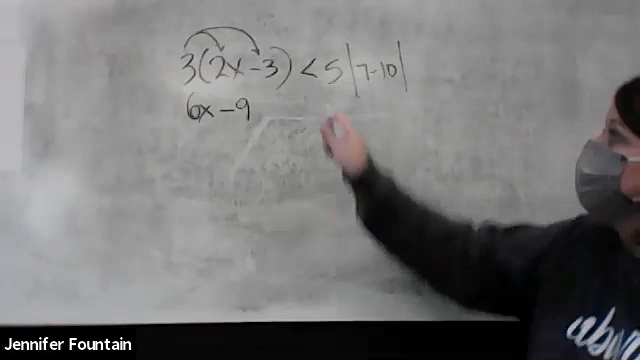 3(2x-3) < 5|7-10|
6x-9
Jennifer Fountain